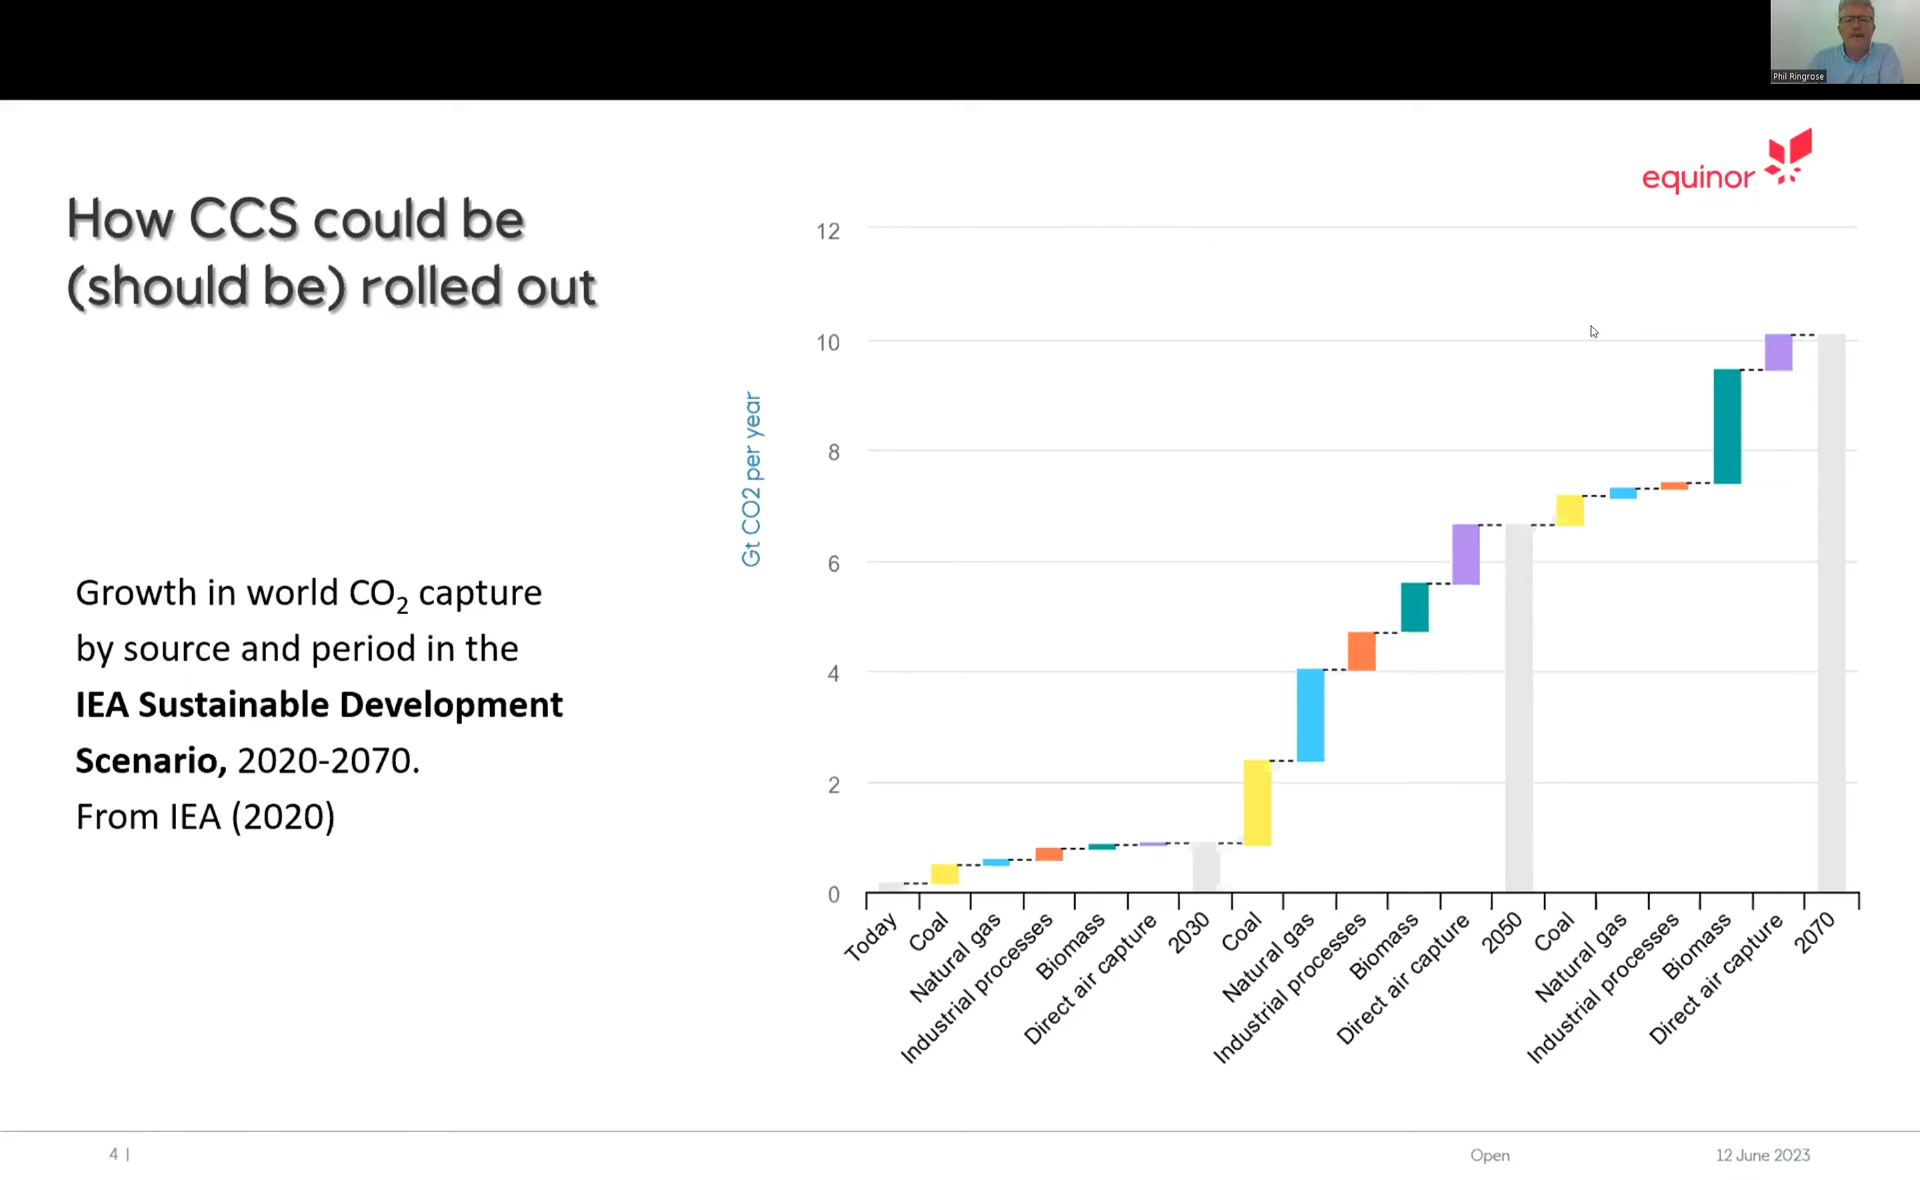 Phil Ringrose
equinor
How CCS could be
(should be) rolled out
Growth in world CO₂ capture
by source and period in the
IEA Sustainable Development
Scenario, 2020-2070.
From IEA (2020)
Gt CO2 per year
12
10
8
6
4
2
0
Today
Coal
Natural gas
Industrial processes
Biomass
Direct air capture
2030
Coal
Natural gas
Industrial processes
Biomass
Direct air capture
2050
Coal
Natural gas
Industrial processes
Biomass
Direct air capture
2070
4 |
Open
12 June 2023